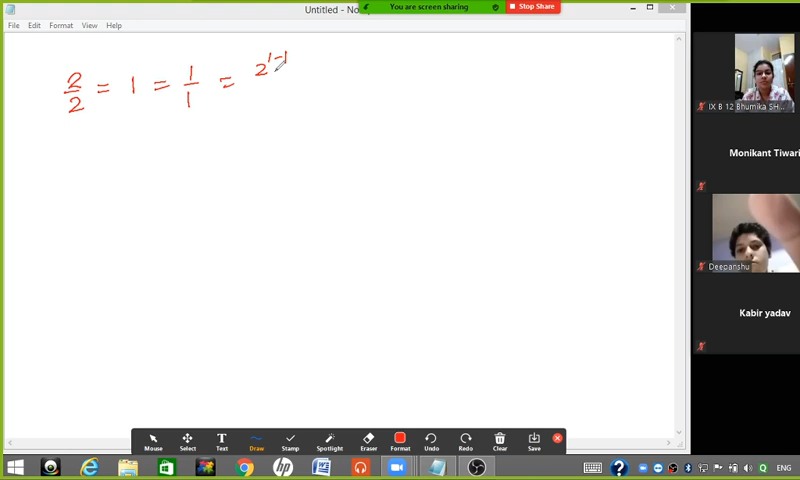 Untitled - No
You are screen sharing
Stop Share
File Edit Format View Help
2/2 = 1 = 1/1 = 2^{1-1}
IX B 12 Bhumika SH...
Monikant Tiwari
Deepanshu
Kabir yadav
Mouse Select Text Draw Stamp Spotlight Eraser Format Undo Redo Clear Save
ENG